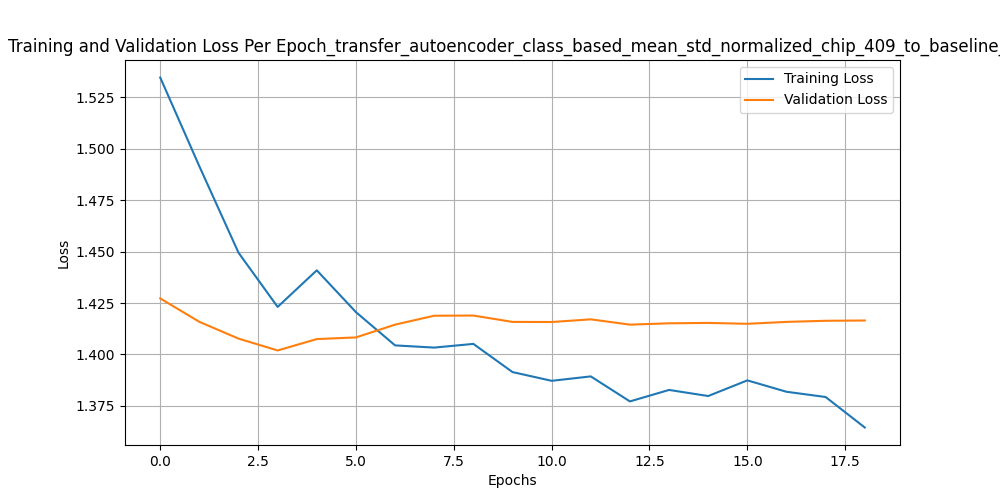 Training and Validation Loss Per Epoch_transfer_autoencoder_class_based_mean_std_normalized_chip_409_to_baseline_
Training Loss
Validation Loss
1.525
1.500
1.475
1.450
1.425
1.400
1.375
Loss
0.0 2.5 5.0 7.5 10.0 12.5 15.0 17.5
Epochs